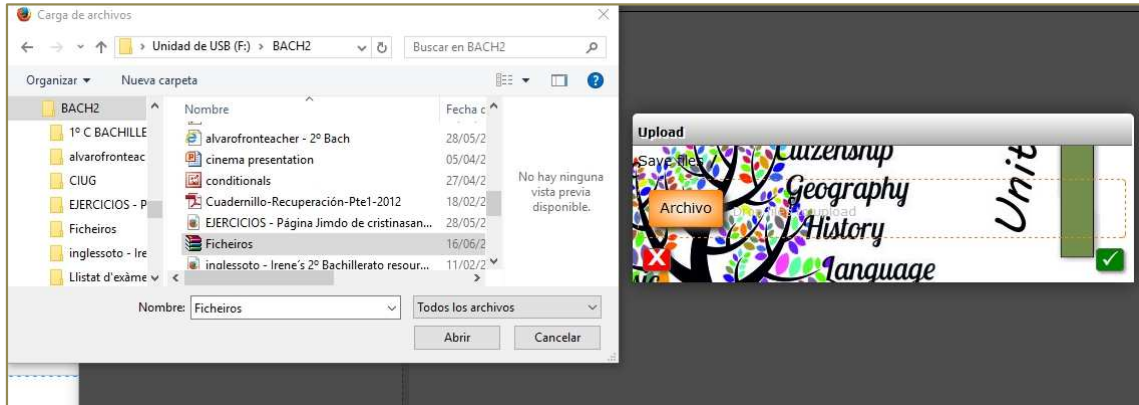 Carga de archivos
Unidad de USB (F:) > BACH2
Buscar en BACH2
Organizar
Nueva carpeta
BACH2
1º C BACHILLE
alvarofronteac
CIUG
EJERCICIOS - P
Ficheiros
inglessoto - Ire
Llistat d'exàme
Nombre
Fecha c
alvarofronteacher - 2º Bach
28/05/2
cinema presentation
05/04/2
conditionals
27/04/2
Cuadernillo-Recuperación-Pte1-2012
18/02/2
EJERCICIOS - Página Jimdo de cristinasan...
28/05/2
Ficheiros
16/06/2
inglessoto - Irene´s 2º Bachillerato resour...
11/02/2
No hay ninguna
vista previa
disponible.
Nombre:
Ficheiros
Todos los archivos
Abrir
Cancelar
Upload
Save files /
Citizenship
Geography
Archivo
Drop files to upload
History
Language
Unit